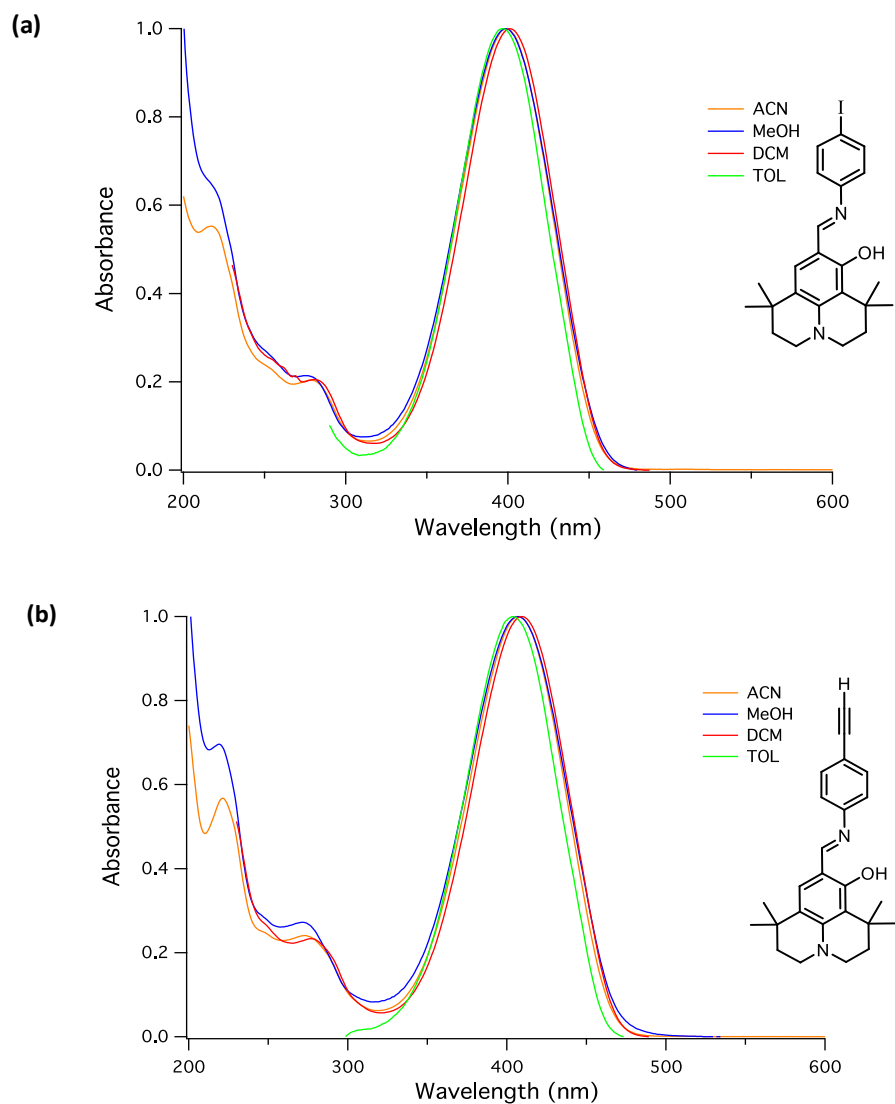 (a)
1.0
0.8
0.6
0.4
0.2
0.0
Absorbance
200
300
400
500
600
Wavelength (nm)
ACN
MeOH
DCM
TOL
I
N
OH
N
(b)
1.0
0.8
0.6
0.4
0.2
0.0
Absorbance
200
300
400
500
600
Wavelength (nm)
ACN
MeOH
DCM
TOL
H
N
OH
N